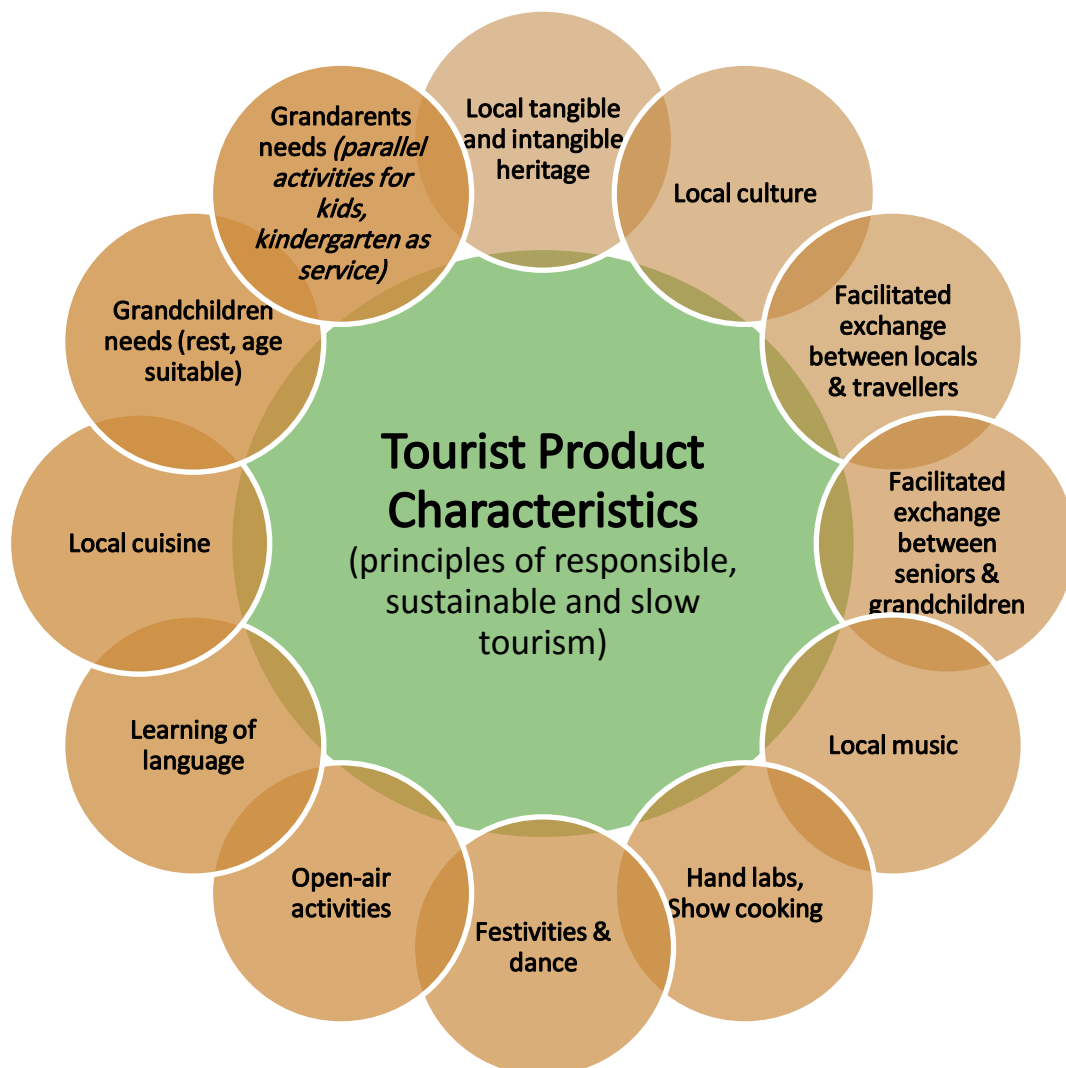 Tourist Product
Characteristics
(principles of responsible,
sustainable and slow
tourism)
Local tangible
and intangible
heritage
Local culture
Facilitated
exchange
between locals
& travellers
Facilitated
exchange
between
seniors &
grandchildren
Local music
Hand labs,
Show cooking
Festivities &
dance
Open-air
activities
Learning of
language
Local cuisine
Grandchildren
needs (rest, age
suitable)
Grandarents
needs (parallel
activities for
kids,
kindergarten as
service)